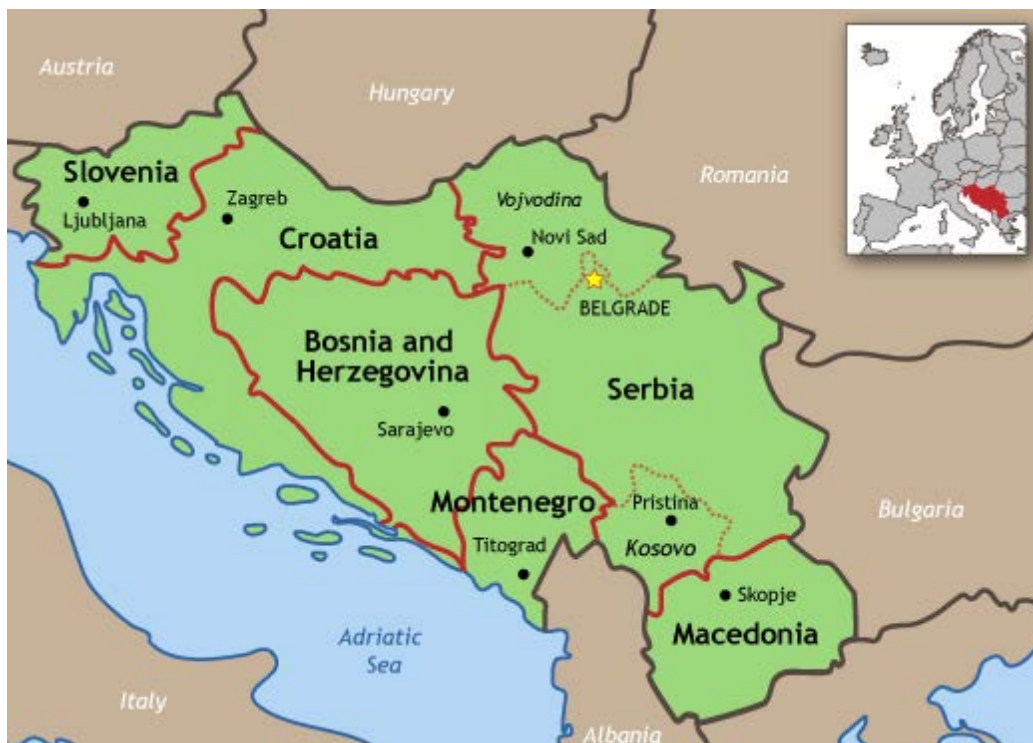 Austria
Hungary
Romania
Slovenia
Ljubljana
Zagreb
Croatia
Vojvodina
Novi Sad
BELGRADE
Bosnia and
Herzegovina
Sarajevo
Serbia
Montenegro
Titograd
Pristina
Kosovo
Bulgaria
Skopje
Macedonia
Adriatic
Sea
Italy
Albania